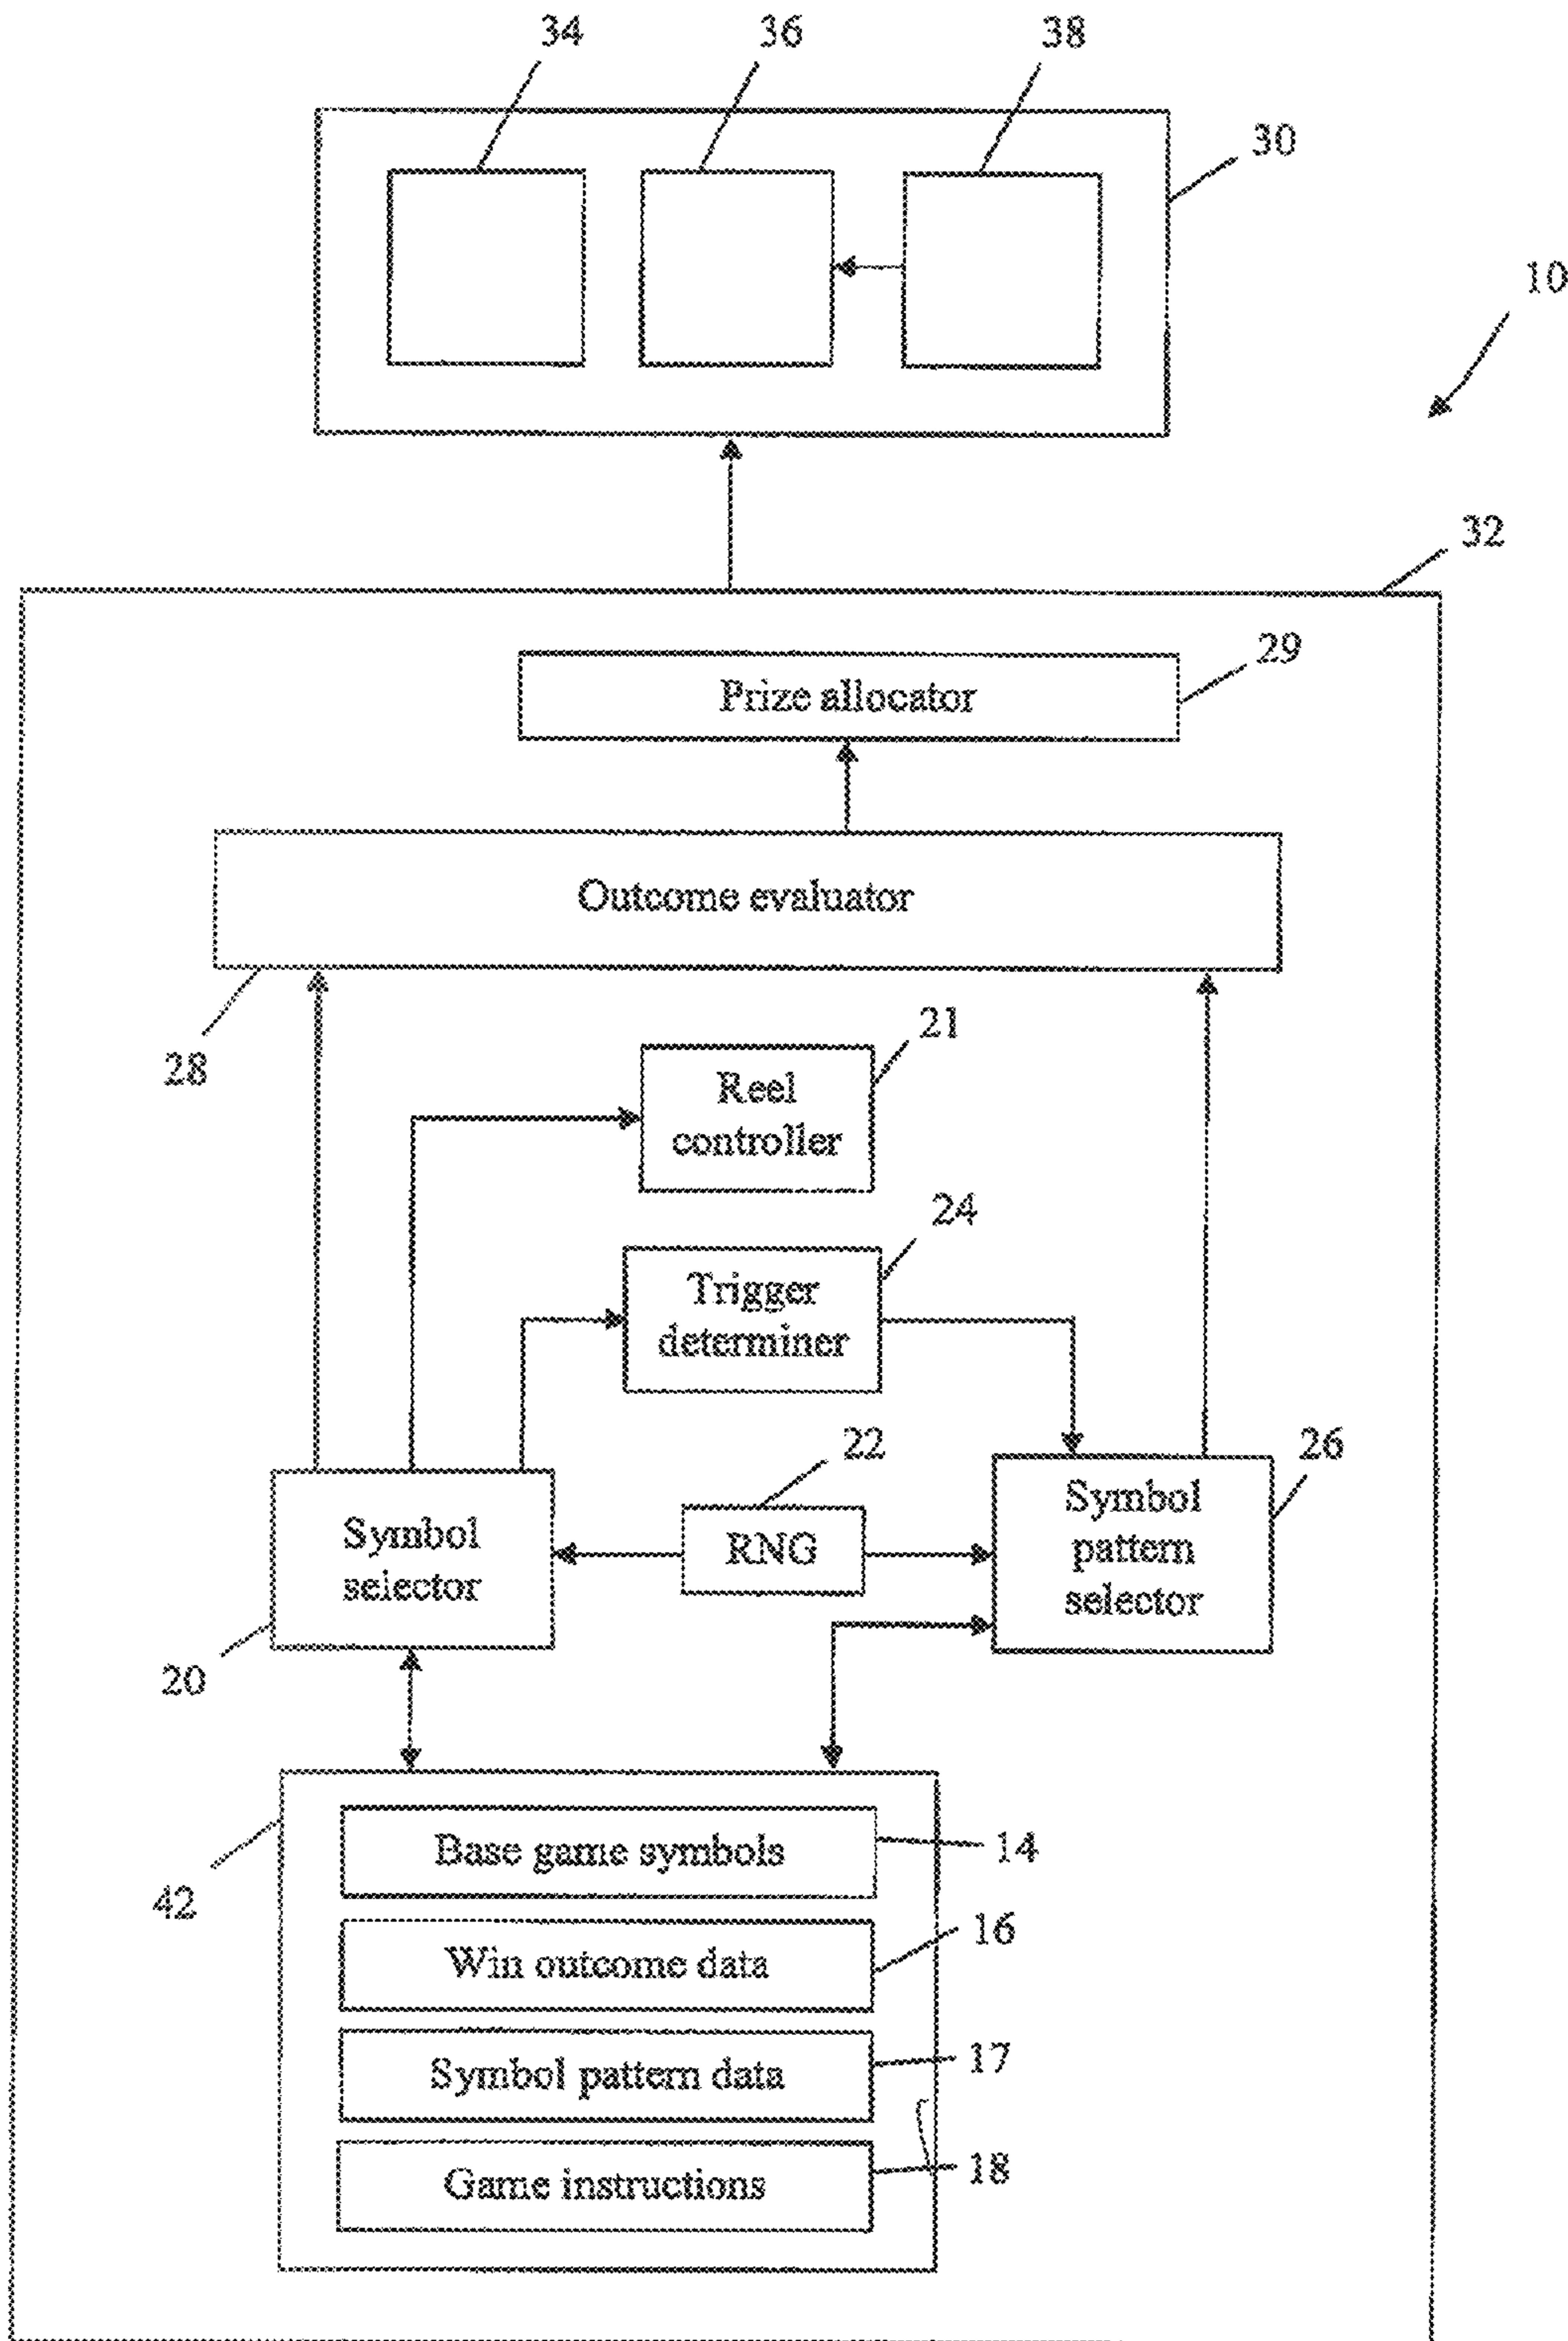 34
36
38
30
10
32
29
Prize allocator
Outcome evaluator
28
21
Reel
controller
24
Trigger
determiner
22
26
Symbol
selector
RNG
Symbol
pattern
selector
20
42
Base game symbols
14
Win outcome data
16
Symbol pattern data
17
Game instructions
18